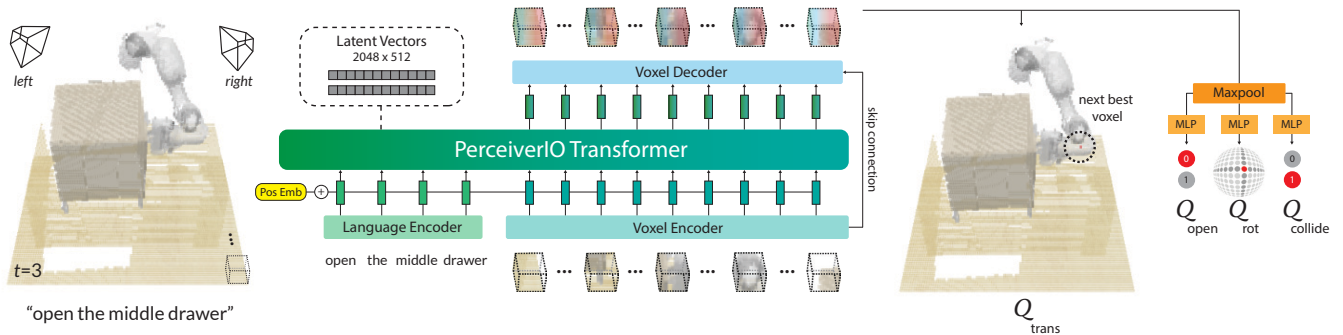 left
right
t=3
"open the middle drawer"
Latent Vectors
2048 x 512
Voxel Decoder
PerceiverIO Transformer
skip connection
Pos Emb
+
Language Encoder
Voxel Encoder
open the middle drawer
next best
voxel
Q
trans
Maxpool
MLP MLP MLP
0 0
1 1
Q Q Q
open rot collide